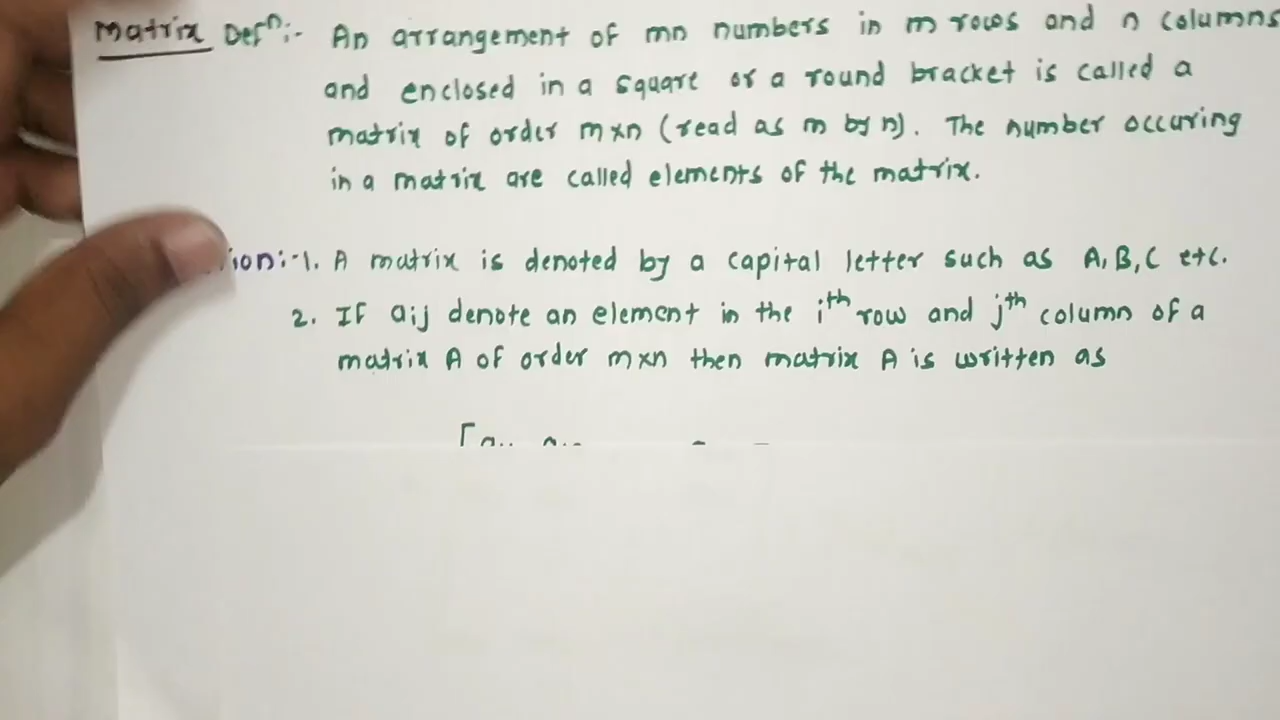 Matrix Defⁿ:- An arrangement of mn numbers in m rows and n columns
and enclosed in a square or a round bracket is called a
matrix of order m×n (read as m by n). The number occuring
in a matrix are called elements of the matrix.
1. A matrix is denoted by a capital letter such as A, B, C etc.
2. If aij denote an element in the iᵗʰ row and jᵗʰ column of a
matrix A of order m×n then matrix A is written as